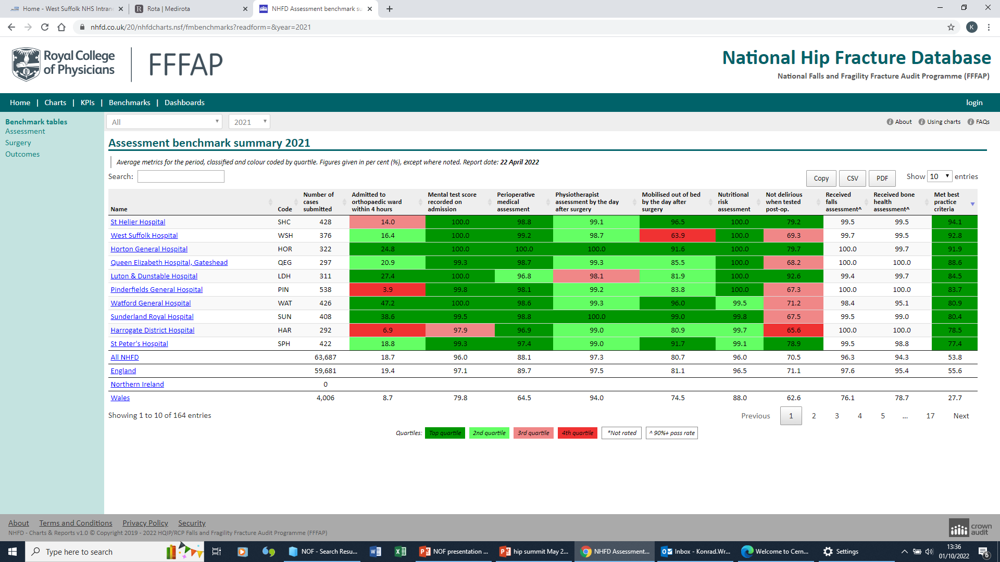 Home - West Suffolk NHS Intrane
Rota | Medirota
NHFD Assessment benchmark su
nhfd.co.uk/20/nhfdcharts.nsf/fmbenchmarks?readform=&year=2021
K
Royal College
of Physicians
FFFAP
National Hip Fracture Database
National Falls and Fragility Fracture Audit Programme (FFFAP)
Home | Charts | KPIs | Benchmarks | Dashboards
login
Benchmark tables
Assessment
Surgery
Outcomes
All
2021
About
Using charts
FAQs
Assessment benchmark summary 2021
Average metrics for the period, classified and colour coded by quartile. Figures given in per cent (%), except where noted. Report date: 22 April 2022
Search:
Copy CSV PDF Show 10 entries
Name
Code
Number of cases submitted
Admitted to orthopaedic ward within 4 hours
Mental test score recorded on admission
Perioperative medical assessment
Physiotherapist assessment by the day after surgery
Mobilised out of bed by the day after surgery
Nutritional risk assessment
Not delirious when tested post-op.
Received falls assessment^
Received bone health assessment^
Met best practice criteria
St Helier Hospital SHC 428 14.0 100.0 98.8 99.1 96.5 100.0 79.2 99.5 99.5 94.1
West Suffolk Hospital WSH 376 16.4 100.0 99.2 98.7 63.9 100.0 69.3 99.7 99.5 92.8
Horton General Hospital HOR 322 24.8 100.0 100.0 100.0 91.6 100.0 79.7 100.0 99.7 91.9
Queen Elizabeth Hospital, Gateshead QEG 297 20.9 99.3 98.7 99.3 85.5 100.0 68.2 100.0 100.0 88.6
Luton & Dunstable Hospital LDH 311 27.4 100.0 96.8 98.1 81.9 100.0 92.6 99.4 99.7 84.5
Pinderfields General Hospital PIN 538 3.9 99.8 98.1 99.2 83.8 100.0 67.3 100.0 100.0 83.7
Watford General Hospital WAT 426 47.2 100.0 98.6 99.3 96.0 99.5 71.2 98.4 95.1 80.9
Sunderland Royal Hospital SUN 408 38.6 99.5 98.8 100.0 99.0 99.8 67.5 99.5 99.0 80.4
Harrogate District Hospital HAR 292 6.9 97.9 96.9 99.0 80.9 99.7 65.6 100.0 100.0 78.5
St Peter's Hospital SPH 422 18.8 99.3 97.4 99.0 91.7 99.1 78.9 99.5 98.8 77.4
All NHFD 63,687 18.7 96.0 88.1 97.3 80.7 96.0 70.5 96.3 94.3 53.8
England 59,681 19.4 97.1 89.7 97.5 81.1 96.5 71.1 97.6 95.4 55.6
Northern Ireland 0
Wales 4,006 8.7 79.8 64.5 94.0 74.5 88.0 62.6 76.1 78.7 27.7
Showing 1 to 10 of 164 entries
Previous 1 2 3 4 5 ... 17 Next
Quartiles: Top quartile 2nd quartile 3rd quartile 4th quartile *Not rated ^ 90%+ pass rate
About Terms and Conditions Privacy Policy Security
NHFD - Charts & Reports v1.0 © Copyright 2019 - 2022 HQIP/RCP Falls and Fragility Fracture Audit Programme (FFFAP)
crown
audit
Type here to search
NOF - Search Resu...
NOF presentation ...
hip summit May 2...
NHFD Assessment...
Inbox - Konrad.Wr...
Welcome to Cern...
Settings
13:36
01/10/2022
6